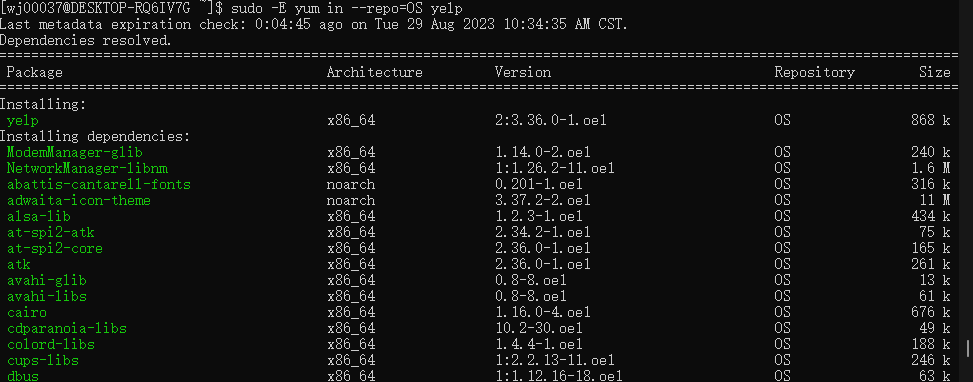 [wj00037@DESKTOP-RQ6IV7G ~]$ sudo -E yum in --repo=OS yelp
Last metadata expiration check: 0:04:45 ago on Tue 29 Aug 2023 10:34:35 AM CST.
Dependencies resolved.
Package Architecture Version Repository Size
Installing:
yelp x86_64 2:3.36.0-1.oe1 OS 868 k
Installing dependencies:
ModemManager-glib x86_64 1.14.0-2.oe1 OS 240 k
NetworkManager-libnm x86_64 1:1.26.2-11.oe1 OS 1.6 M
abattis-cantarell-fonts noarch 0.201-1.oe1 OS 316 k
adwaita-icon-theme noarch 3.37.2-2.oe1 OS 11 M
alsa-lib x86_64 1.2.3-1.oe1 OS 434 k
at-spi2-atk x86_64 2.34.2-1.oe1 OS 75 k
at-spi2-core x86_64 2.36.0-1.oe1 OS 165 k
atk x86_64 2.36.0-1.oe1 OS 261 k
avahi-glib x86_64 0.8-8.oe1 OS 13 k
avahi-libs x86_64 0.8-8.oe1 OS 61 k
cairo x86_64 1.16.0-4.oe1 OS 676 k
cdparanoia-libs x86_64 10.2-30.oe1 OS 49 k
colord-libs x86_64 1.4.4-1.oe1 OS 188 k
cups-libs x86_64 1:2.2.13-11.oe1 OS 246 k
dbus x86_64 1:1.12.16-18.oe1 OS 63 k